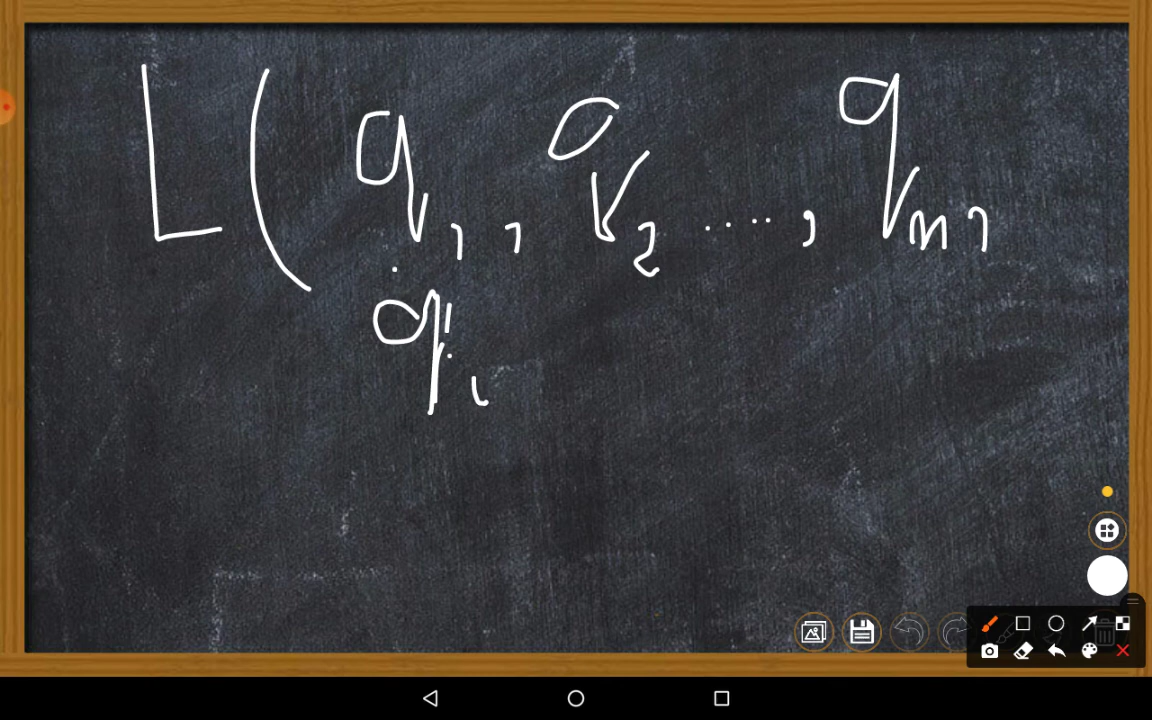 L(q₁, q₂ ...., qₙ,
q̇₁